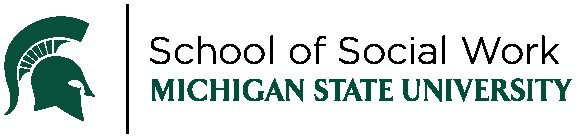 School of Social Work
MICHIGAN STATE UNIVERSITY